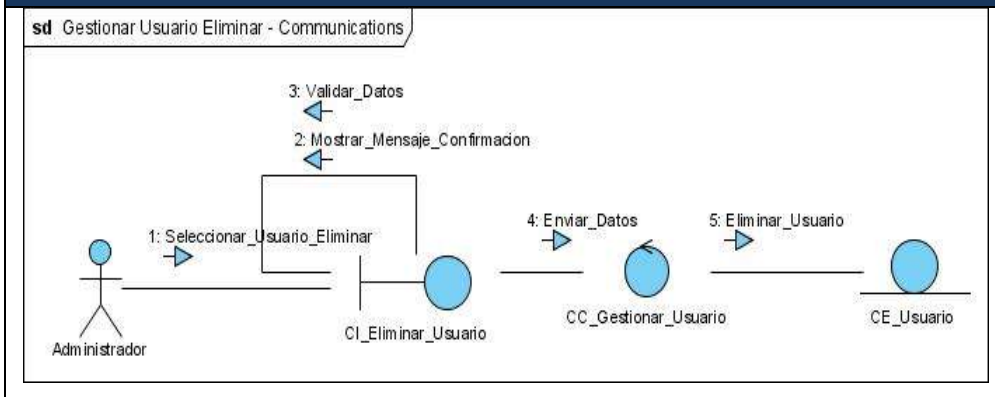 sd Gestionar Usuario Eliminar - Communications
3: Validar_Datos
2: Mostrar_Mensaje_Confirmacion
1: Seleccionar_Usuario_Eliminar
4: Enviar_Datos
5: Eliminar_Usuario
Administrador
CI_Eliminar_Usuario
CC_Gestionar_Usuario
CE_Usuario